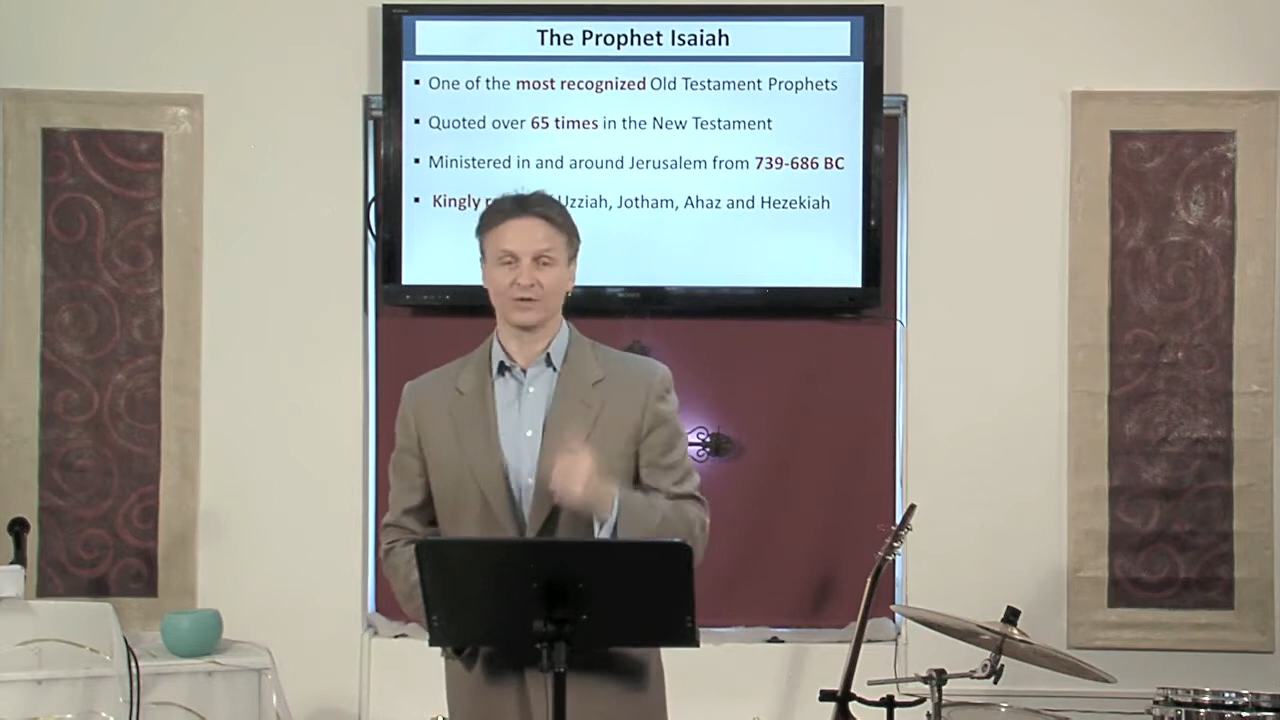 The Prophet Isaiah
▪ One of the most recognized Old Testament Prophets
▪ Quoted over 65 times in the New Testament
▪ Ministered in and around Jerusalem from 739-686 BC
▪ Kingly Uzziah, Jotham, Ahaz and Hezekiah
SONY